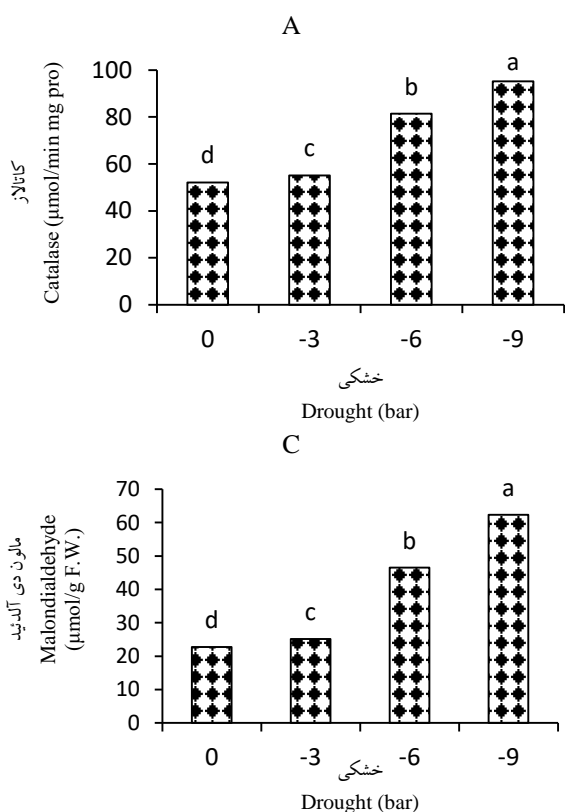 A
كاتالاز
Catalase (µmol/min mg pro)
100
80
60
40
20
0
d
c
b
a
0 -3 -6 -9
خشکی
Drought (bar)
C
مالون دی آلدئید
Malondialdehyde
(µmol/g F.W.)
70
60
50
40
30
20
10
0
d
c
b
a
0 -3 -6 -9
خشکی
Drought (bar)